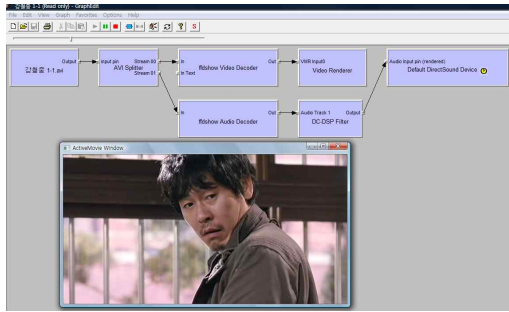 강철중 1-1 (Read only) - GraphEdit
File Edit View Graph Favorites Options Help
강철중 1-1.avi
Output
input pin
AVI Splitter
Stream 00
Stream 01
In
In Text
ffdshow Video Decoder
Out
VMR Input0
Video Renderer
Audio Input pin (rendered)
Default DirectSound Device
In
ffdshow Audio Decoder
Out
Audio Track 1
Output
DC-DSP Filter
ActiveMovie Window